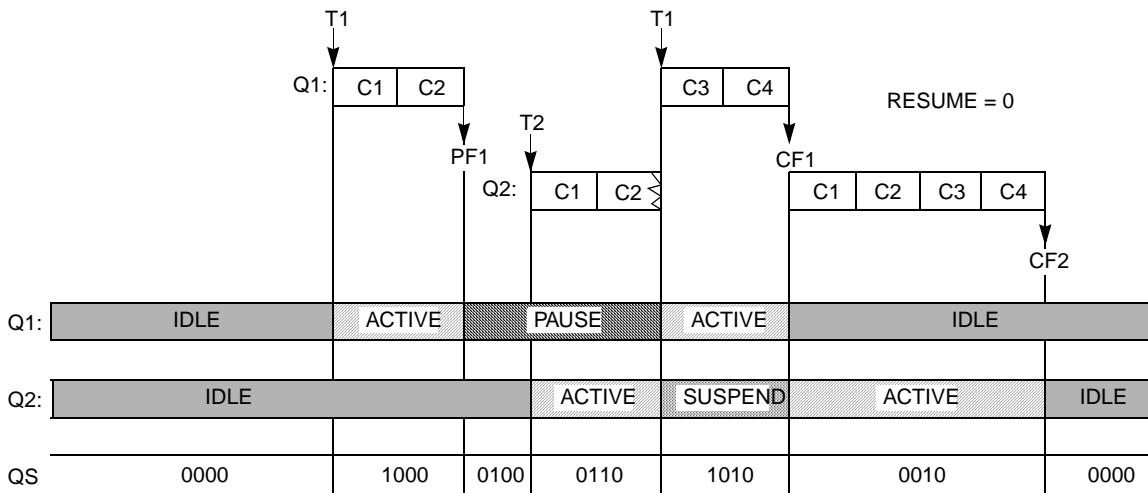 T1 T1
Q1: C1 C2 C3 C4
RESUME = 0
T2
PF1 CF1
Q2: C1 C2 C1 C2 C3 C4
CF2
Q1: IDLE ACTIVE PAUSE ACTIVE IDLE
Q2: IDLE ACTIVE SUSPEND ACTIVE IDLE
QS 0000 1000 0100 0110 1010 0010 0000